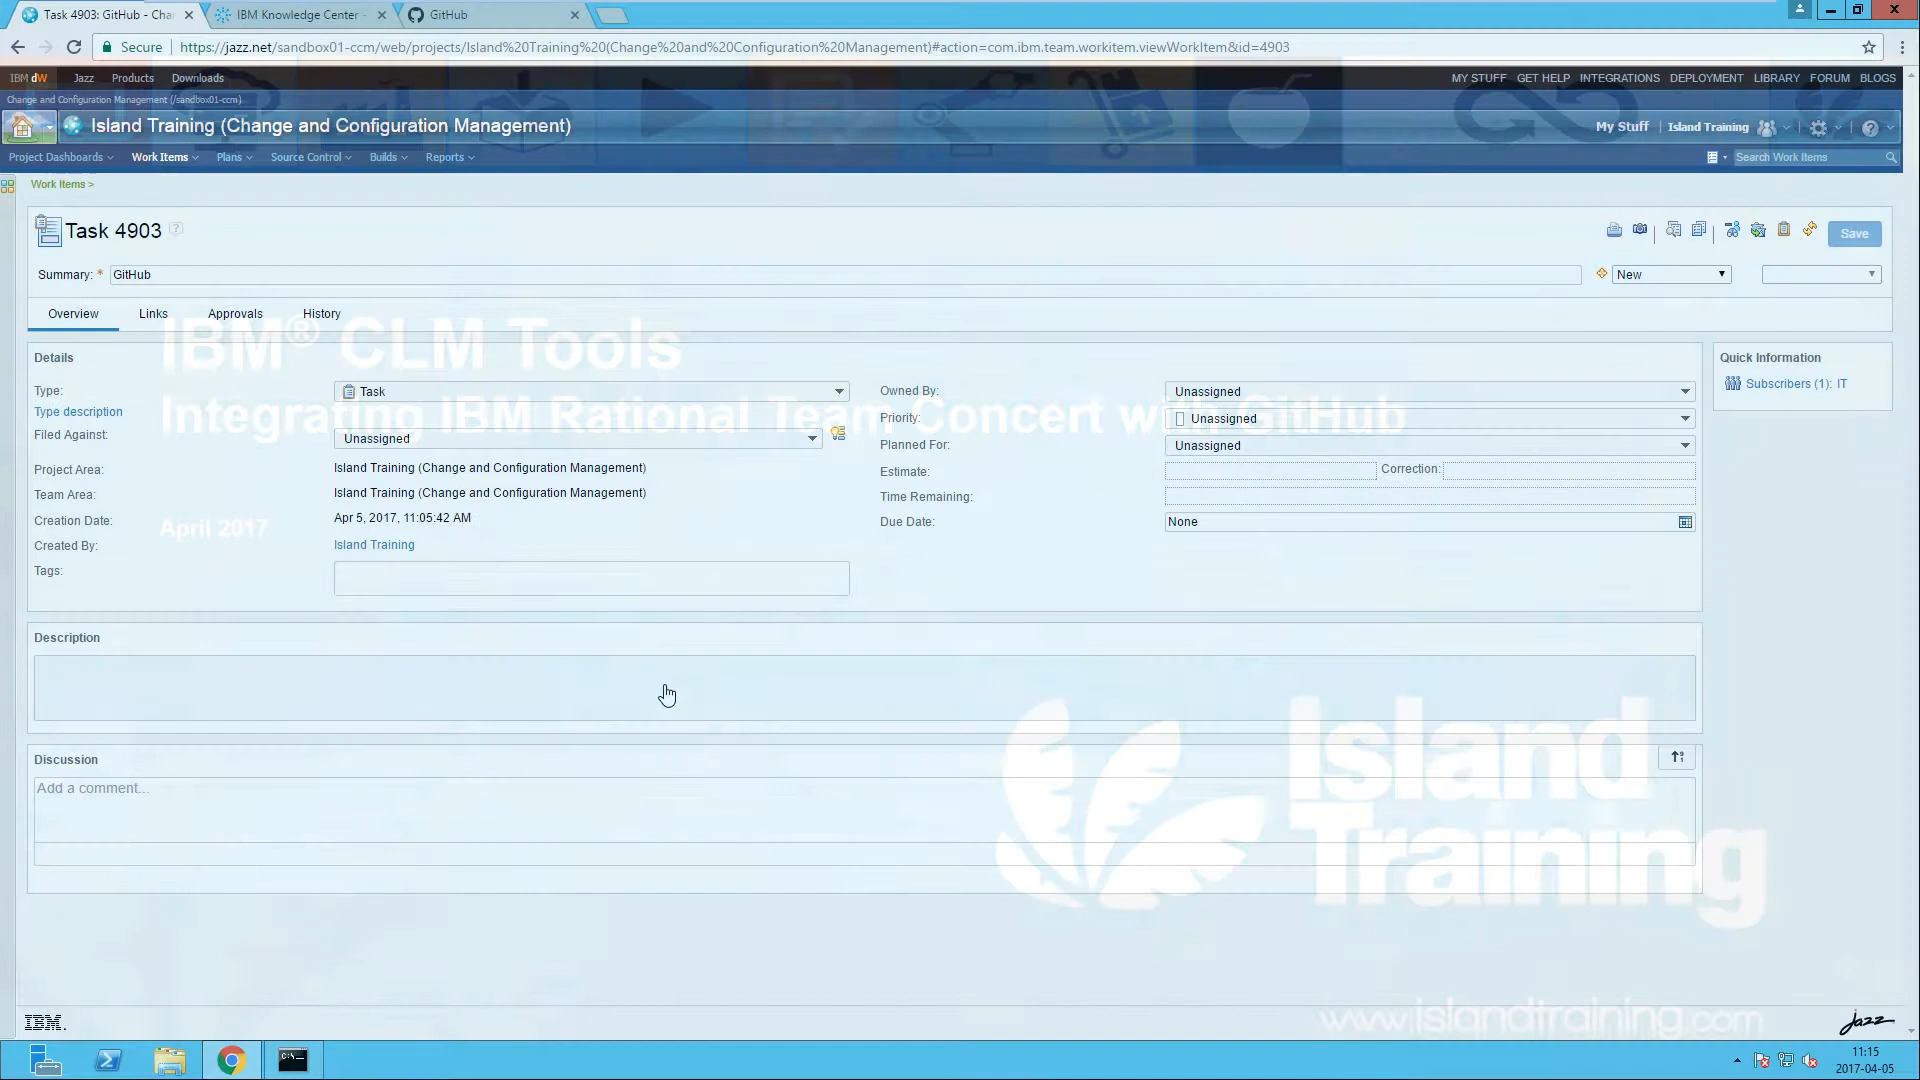 Task 4903: GitHub - Cha
IBM Knowledge Center -
GitHub
Secure
https://jazz.net/sandbox01-ccm/web/projects/Island%20Training%20(Change%20and%20Configuration%20Management)#action=com.ibm.team.workitem.viewWorkItem&id=4903
IBM dW Jazz Products Downloads
MY STUFF GET HELP INTEGRATIONS DEPLOYMENT LIBRARY FORUM BLOGS
Change and Configuration Management (/sandbox01-ccm)
Island Training (Change and Configuration Management)
My Stuff | Island Training
Project Dashboards Work Items Plans Source Control Builds Reports
Search Work Items
Work Items >
Task 4903 ?
Save
Summary: * GitHub
New
Overview Links Approvals History
IBM® CLM Tools
Integrating IBM Rational Team Concert with GitHub
April 2017
Details
Type: Task
Type description
Filed Against: Unassigned
Project Area: Island Training (Change and Configuration Management)
Team Area: Island Training (Change and Configuration Management)
Creation Date: Apr 5, 2017, 11:05:42 AM
Created By: Island Training
Tags:
Owned By: Unassigned
Priority: Unassigned
Planned For: Unassigned
Estimate: Correction:
Time Remaining:
Due Date: None
Quick Information
Subscribers (1): IT
Description
Discussion
Add a comment...
Island
Training
www.islandtraining.com
IBM.
Jazz
C:\_
11:15
2017-04-05